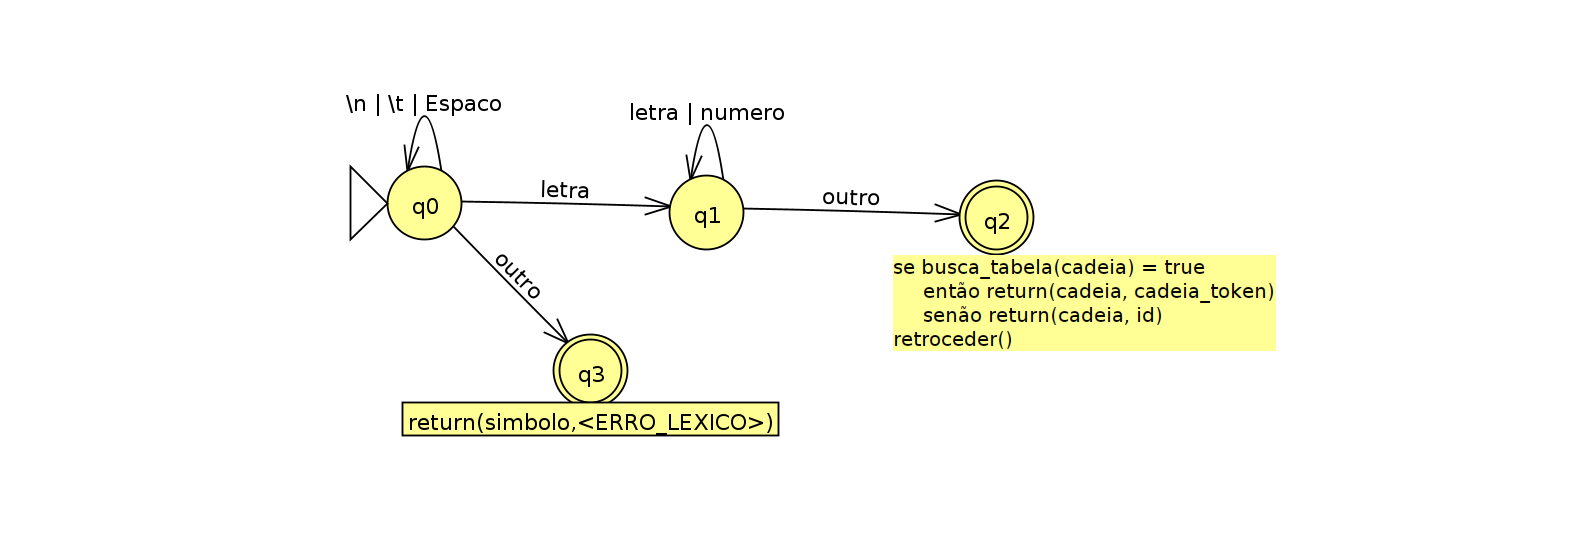 \n | \t | Espaco
letra | numero
letra
outro
q0
q1
q2
outro
se busca_tabela(cadeia) = true
então return(cadeia, cadeia_token)
senão return(cadeia, id)
retroceder()
q3
return(simbolo,<ERRO_LEXICO>)